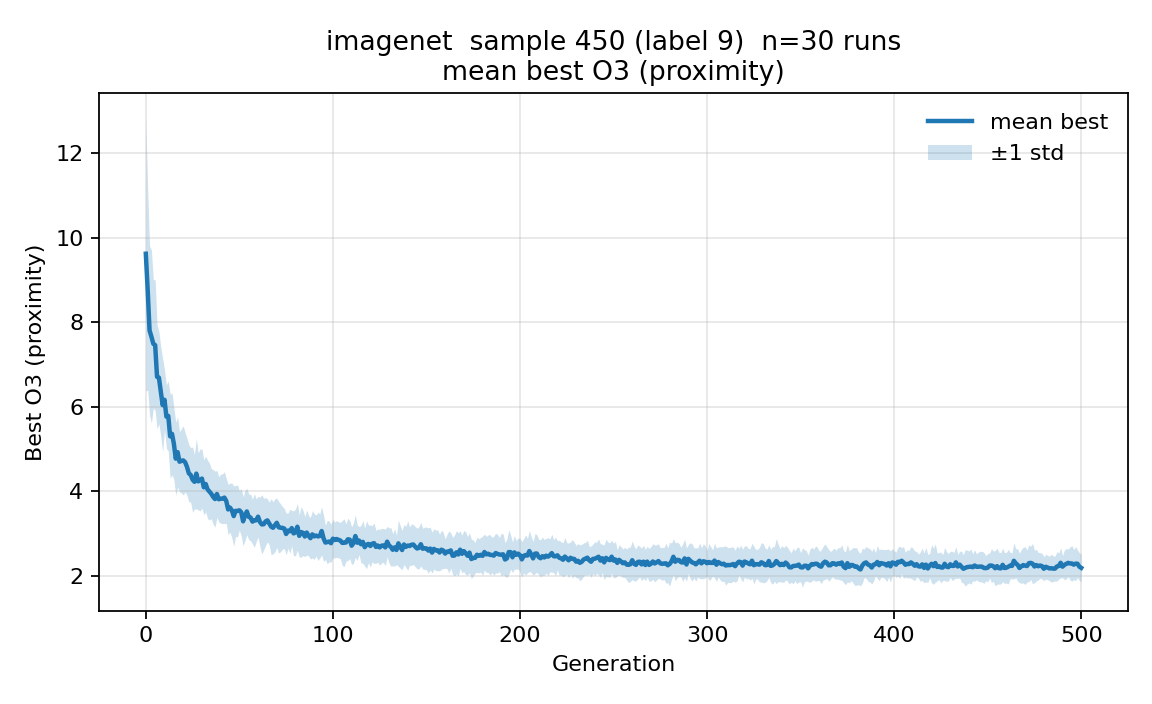 imagenet  sample 450 (label 9)  n=30 runs
mean best O3 (proximity)
mean best
±1 std
Best O3 (proximity)
12
10
8
6
4
2
0
100
200
300
400
500
Generation